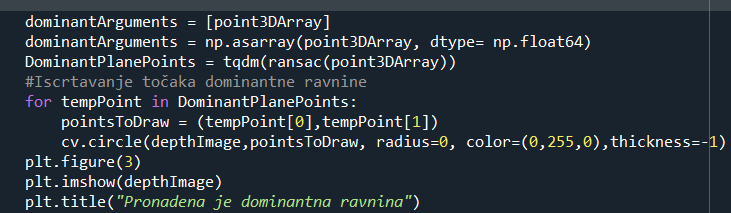 dominantArguments = [point3DArray]
dominantArguments = np.asarray(point3DArray, dtype= np.float64)
DominantPlanePoints = tqdm(ransac(point3DArray))
#Iscrtavanje točaka dominantne ravnine
for tempPoint in DominantPlanePoints:
    pointsToDraw = (tempPoint[0],tempPoint[1])
    cv.circle(depthImage,pointsToDraw, radius=0, color=(0,255,0),thickness=-1)
plt.figure(3)
plt.imshow(depthImage)
plt.title("Pronadena je dominantna ravnina")